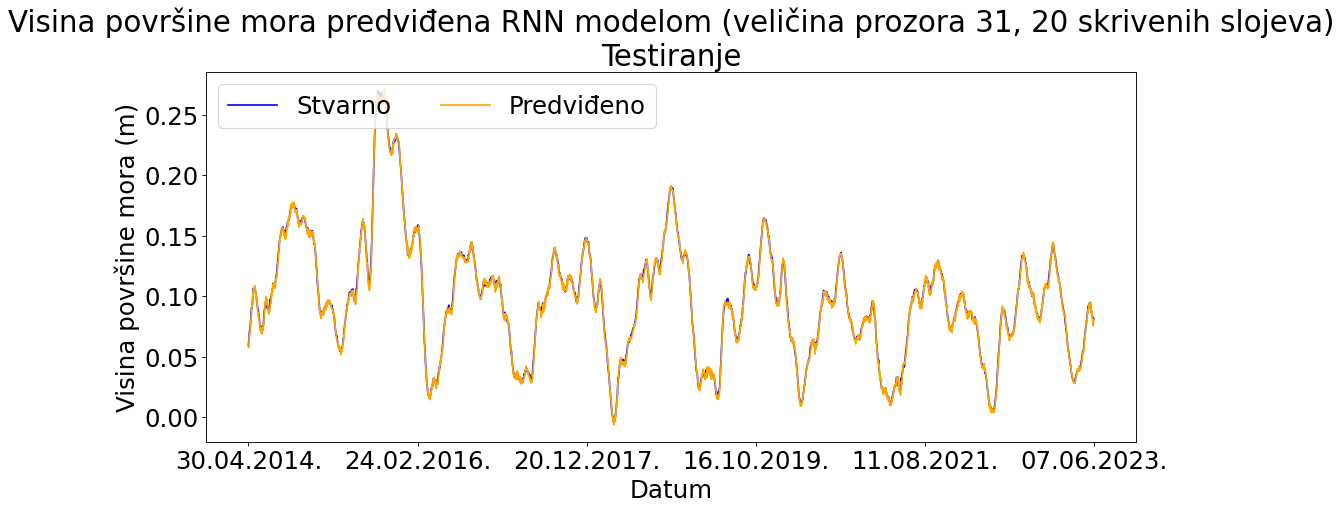 Visina površine mora predviđena RNN modelom (veličina prozora 31, 20 skrivenih slojeva)
Testiranje
Stvarno
Predviđeno
Visina površine mora (m)
0.25
0.20
0.15
0.10
0.05
0.00
30.04.2014.
24.02.2016.
20.12.2017.
16.10.2019.
11.08.2021.
07.06.2023.
Datum